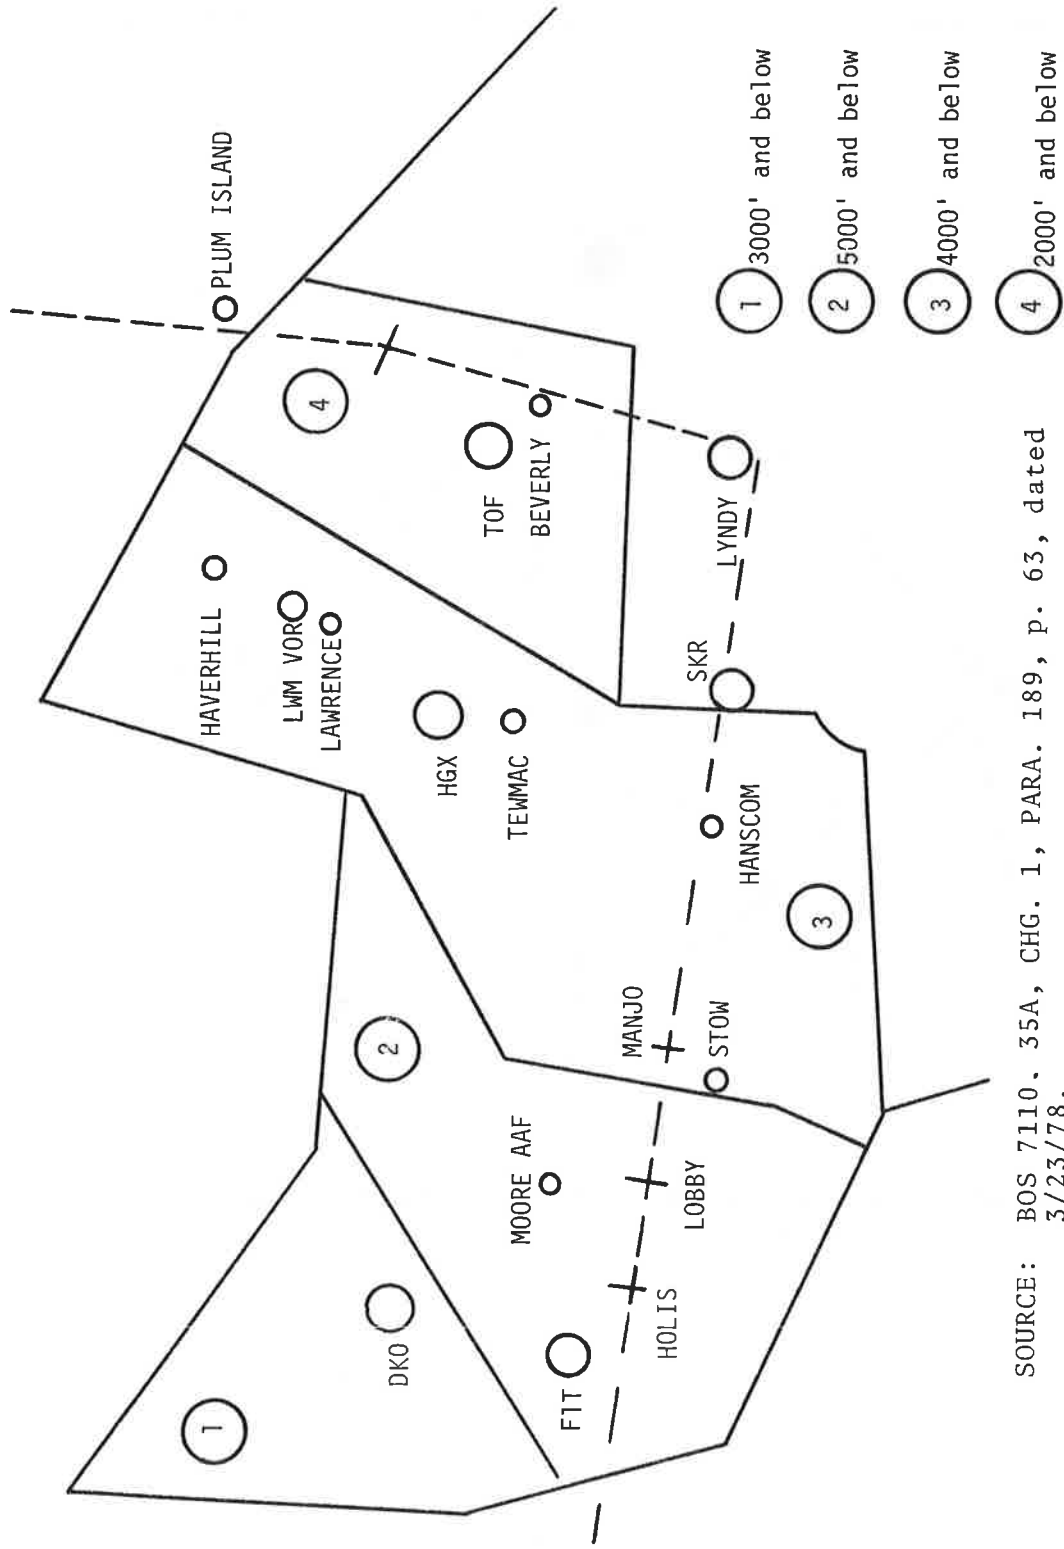 PLUM ISLAND
HAVERHILL
4
1
LWM VOR
LAWRENCE
2
DKO
HGX
TOF
TEWMAC
BEVERLY
MOORE AAF
FIT
MANJO
SKR
LYNDY
STOW
HOLIS
LOBBY
HANSCOM
3
1 3000' and below
2 5000' and below
3 4000' and below
4 2000' and below
SOURCE: BOS 7110. 35A, CHG. 1, PARA. 189, p. 63, dated
3/23/78.